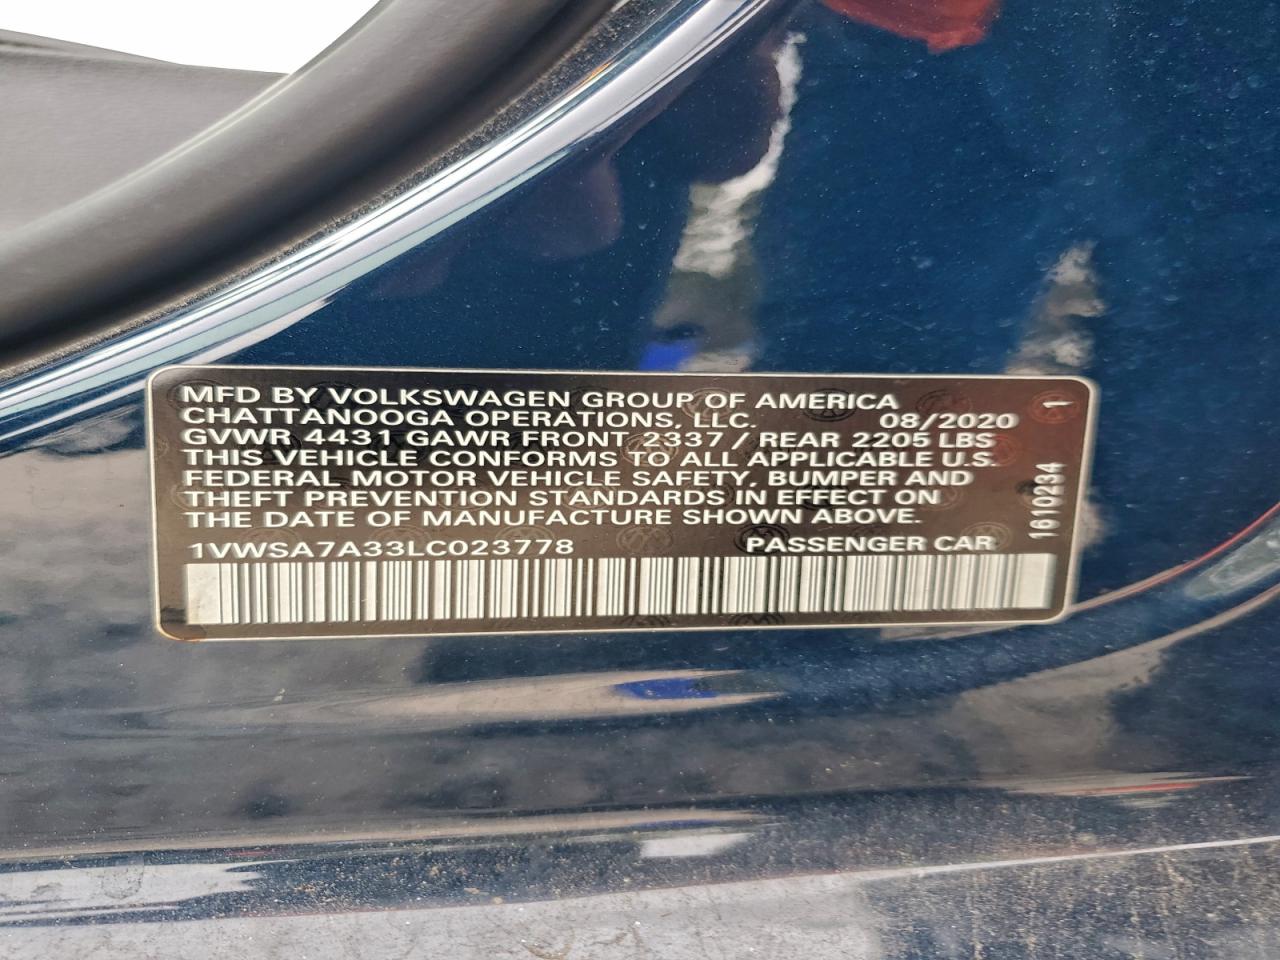 MFD BY VOLKSWAGEN GROUP OF AMERICA
CHATTANOOGA OPERATIONS, LLC. 08/2020 1
GVWR 4431 GAWR FRONT 2337 / REAR 2205 LBS
THIS VEHICLE CONFORMS TO ALL APPLICABLE U.S.
FEDERAL MOTOR VEHICLE SAFETY, BUMPER AND
THEFT PREVENTION STANDARDS IN EFFECT ON
THE DATE OF MANUFACTURE SHOWN ABOVE.
1VWSA7A33LC023778 PASSENGER CAR
1610234